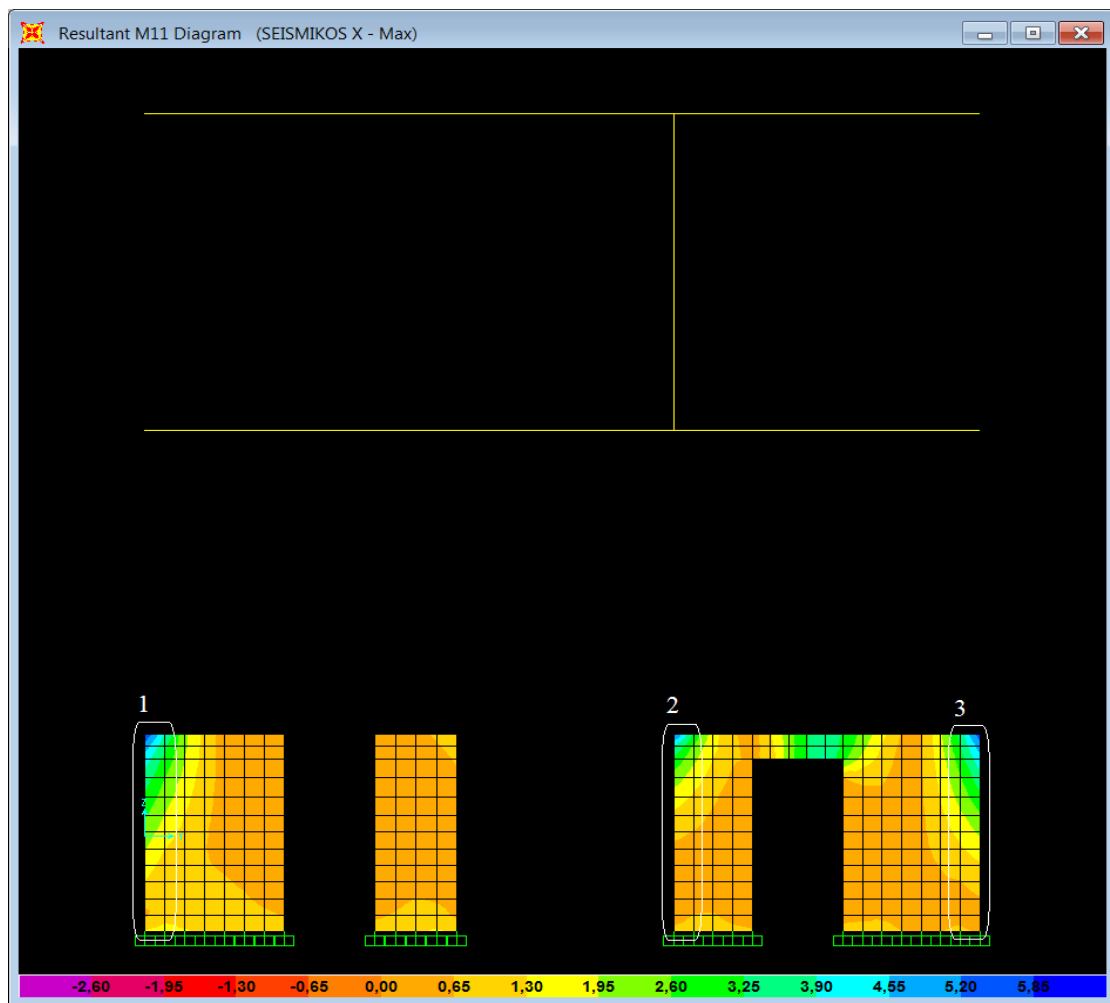 Resultant M11 Diagram (SEISMIKOS X - Max)
1 2 3
Z
-2,60 -1,95 -1,30 -0,65 0,00 0,65 1,30 1,95 2,60 3,25 3,90 4,55 5,20 5,85